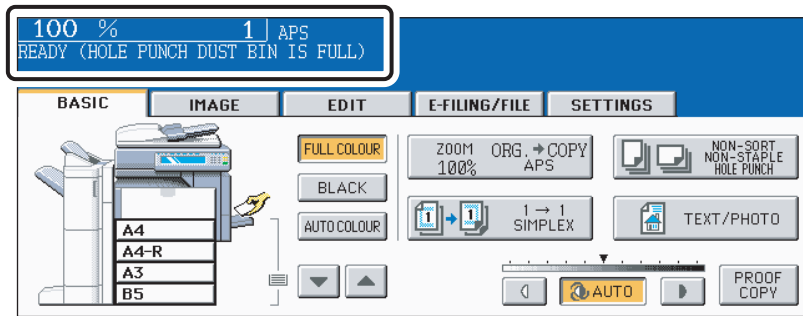 100 % 1 APS
READY (HOLE PUNCH DUST BIN IS FULL)
BASIC IMAGE EDIT E-FILING/FILE SETTINGS
FULL COLOUR
BLACK
AUTO COLOUR
ZOOM ORG.→COPY
100% APS
NON-SORT
NON-STAPLE
HOLE PUNCH
1→1 1→1
SIMPLEX
TEXT/PHOTO
A4
A4-R
A3
B5
AUTO
PROOF
COPY